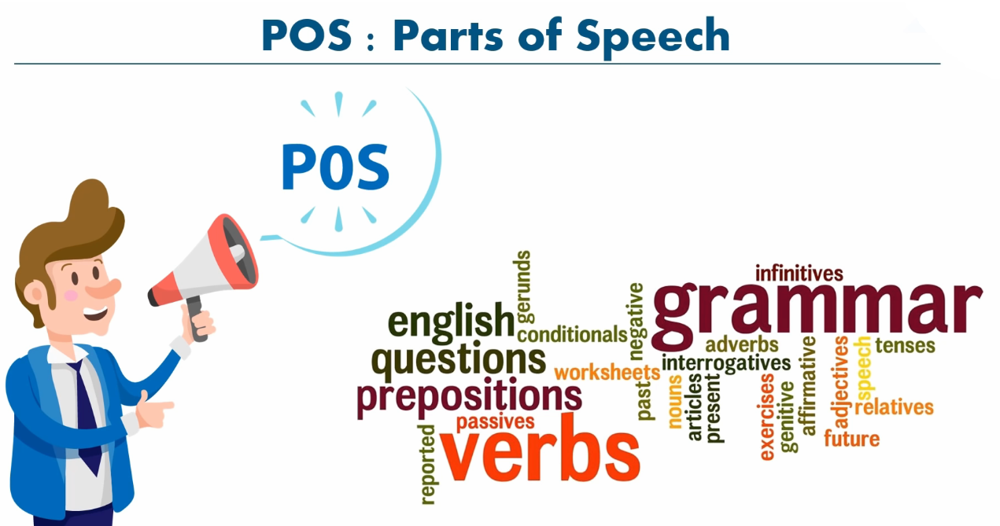 POS : Parts of Speech
P0S
infinitives
grammar
gerunds
english
conditionals
negative
adverbs
tenses
questions
worksheets
interrogatives
affirmative
adjectives
speech
prepositions
past
nouns
articles
present
exercises
genitive
relatives
passives
verbs
reported
future